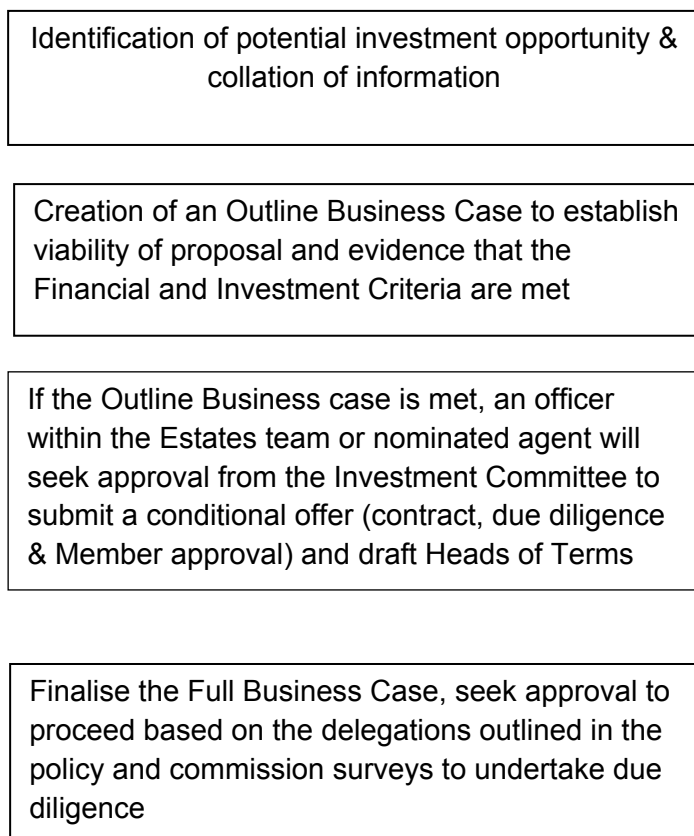 Identification of potential investment opportunity &
collation of information
Creation of an Outline Business Case to establish
viability of proposal and evidence that the
Financial and Investment Criteria are met
If the Outline Business case is met, an officer
within the Estates team or nominated agent will
seek approval from the Investment Committee to
submit a conditional offer (contract, due diligence
& Member approval) and draft Heads of Terms
Finalise the Full Business Case, seek approval to
proceed based on the delegations outlined in the
policy and commission surveys to undertake due
diligence